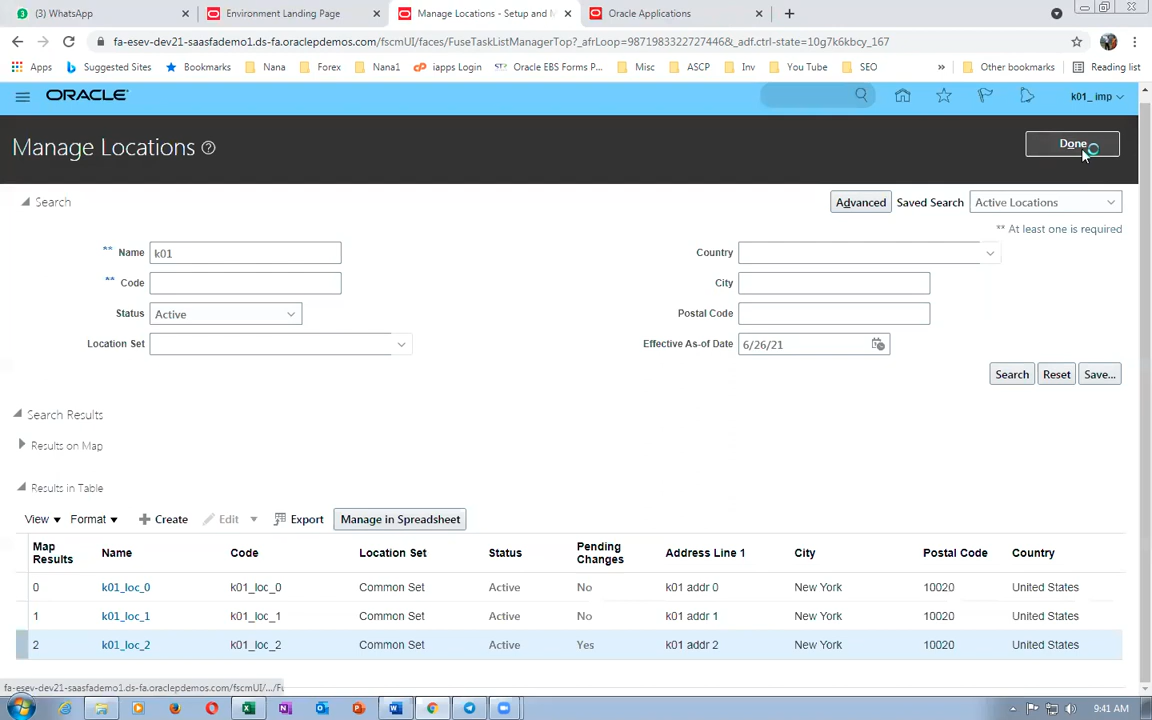 (3) WhatsApp
Environment Landing Page
Manage Locations - Setup and M
Oracle Applications
fa-esev-dev21-saasfademo1.ds-fa.oraclepdemos.com/fscmUI/faces/FuseTaskListManagerTop?_afrLoop=9871983322727446&_adf.ctrl-state=10g7k6kbcy_167
Apps Suggested Sites Bookmarks Nana Forex Nana1 iapps Login Oracle EBS Forms P... Misc ASCP Inv You Tube SEO » Other bookmarks Reading list
ORACLE
k01_ imp
Manage Locations
Done
Search
Advanced Saved Search Active Locations
** At least one is required
** Name k01
Country
** Code
City
Status Active
Postal Code
Location Set
Effective As-of Date 6/26/21
Search Reset Save...
Search Results
Results on Map
Results in Table
View Format Create Edit Export Manage in Spreadsheet
Map Results Name Code Location Set Status Pending Changes Address Line 1 City Postal Code Country
0 k01_loc_0 k01_loc_0 Common Set Active No k01 addr 0 New York 10020 United States
1 k01_loc_1 k01_loc_1 Common Set Active No k01 addr 1 New York 10020 United States
2 k01_loc_2 k01_loc_2 Common Set Active Yes k01 addr 2 New York 10020 United States
fa-esev-dev21-saasfademo1.ds-fa.oraclepdemos.com/fscmUI/.../Fu
9:41 AM